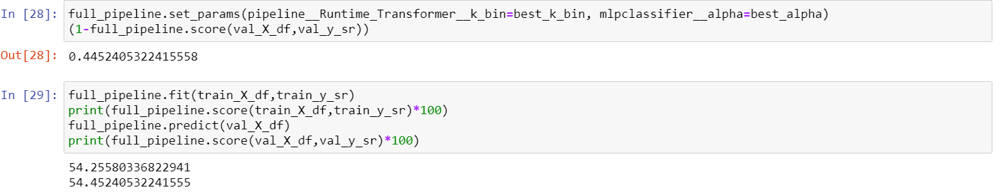 In [28]: full_pipeline.set_params(pipeline__Runtime_Transformer__k_bin=best_k_bin, mlpclassifier__alpha=best_alpha)
(1-full_pipeline.score(val_X_df,val_y_sr))
Out[28]: 0.4452405322415558
In [29]: full_pipeline.fit(train_X_df,train_y_sr)
print(full_pipeline.score(train_X_df,train_y_sr)*100)
full_pipeline.predict(val_X_df)
print(full_pipeline.score(val_X_df,val_y_sr)*100)
54.25580336822941
54.45240532241555